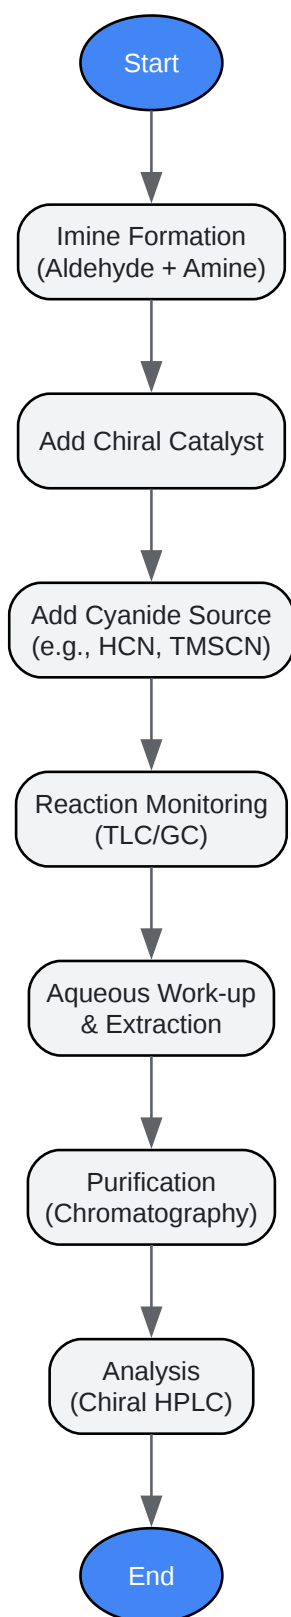 Start
Imine Formation
(Aldehyde + Amine)
Add Chiral Catalyst
Add Cyanide Source
(e.g., HCN, TMSCN)
Reaction Monitoring
(TLC/GC)
Aqueous Work-up
& Extraction
Purification
(Chromatography)
Analysis
(Chiral HPLC)
End